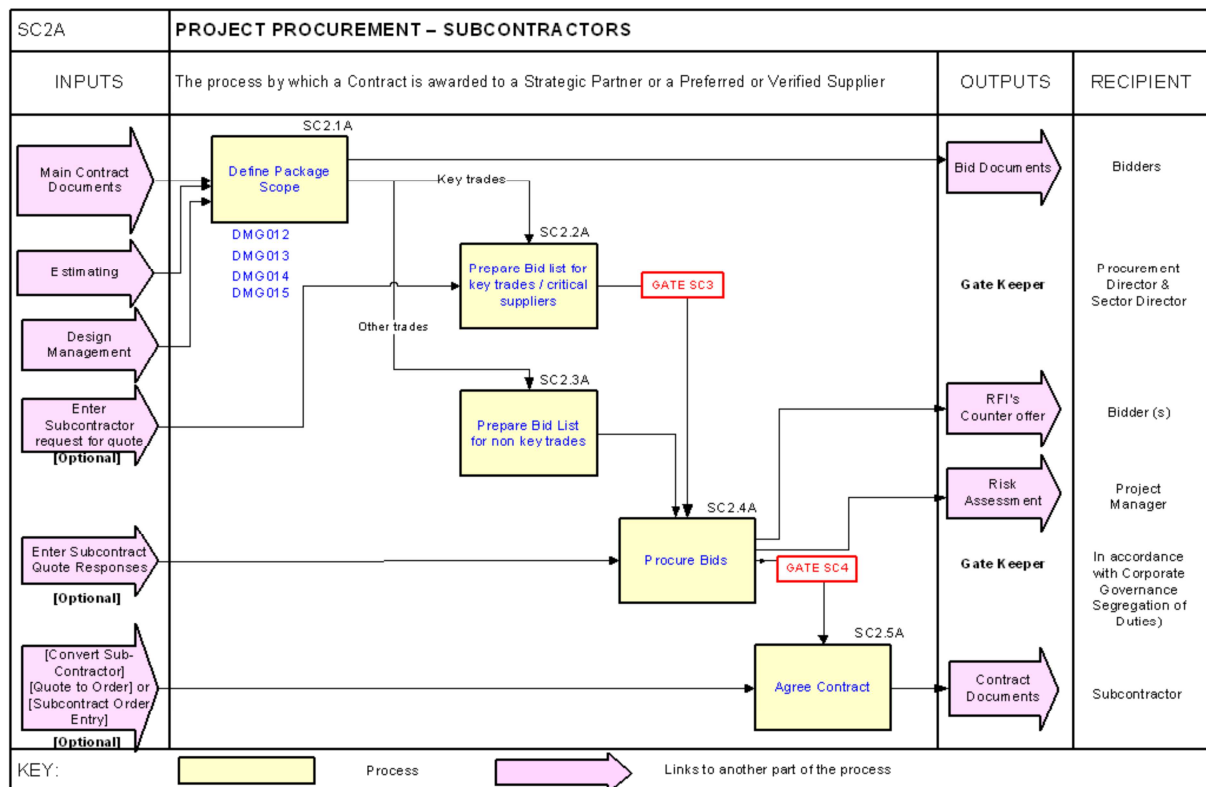 SC2A
PROJECT PROCUREMENT – SUBCONTRACTORS
INPUTS
The process by which a Contract is awarded to a Strategic Partner or a Preferred or Verified Supplier
OUTPUTS
RECIPIENT
SC2.1A
Main Contract
Documents
Define Package
Scope
Key trades
Bid Documents
Bidders
DMG012
DMG013
DMG014
DMG015
SC2.2A
Estimating
Prepare Bid list for
key trades / critical
suppliers
GATE SC3
Gate Keeper
Procurement
Director &
Sector Director
Design
Management
Other trades
SC2.3A
Enter
Subcontractor
request for quote
[Optional]
Prepare Bid List
for non key trades
RFI's
Counter offer
Bidder (s)
Risk
Assessment
Project
Manager
SC2.4A
Enter Subcontract
Quote Responses
[Optional]
Procure Bids
GATE SC4
Gate Keeper
In accordance
with Corporate
Governance
Segregation of
Duties)
SC2.5A
[Convert Sub-
Contractor]
[Quote to Order] or
[Subcontract Order
Entry]
[Optional]
Agree Contract
Contract
Documents
Subcontractor
KEY:
Process
Links to another part of the process